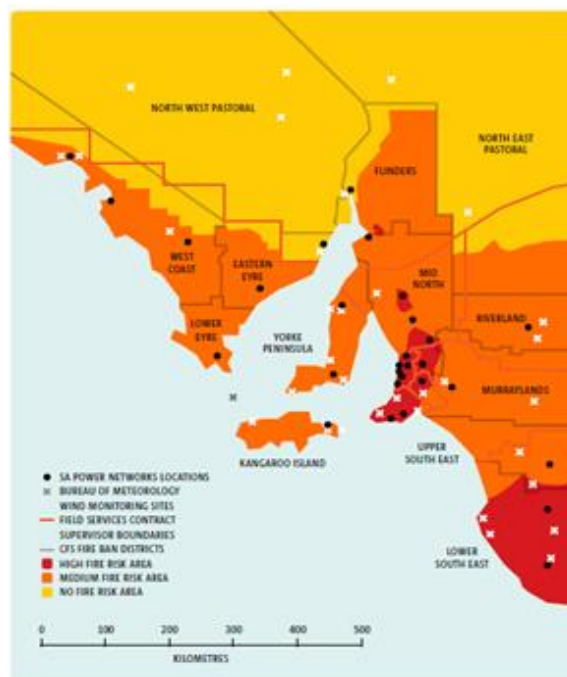 NORTH WEST PASTORAL
NORTH EAST
PASTORAL
FLINDERS
WEST
COAST
EASTERN
EYRE
MID
NORTH
LOWER
EYRE
YORKE
PENINSULA
RIVERLAND
MURRAYLANDS
KANGAROO ISLAND
UPPER
SOUTH EAST
LOWER
SOUTH EAST
SA POWER NETWORKS LOCATIONS
BUREAU OF METEOROLOGY
WIND MONITORING SITES
FIELD SERVICES CONTRACT
SUPERVISOR BOUNDARIES
CFS FIRE BAN DISTRICTS
HIGH FIRE RISK AREA
MEDIUM FIRE RISK AREA
NO FIRE RISK AREA
0 100 200 300 400 500
KILOMETRES